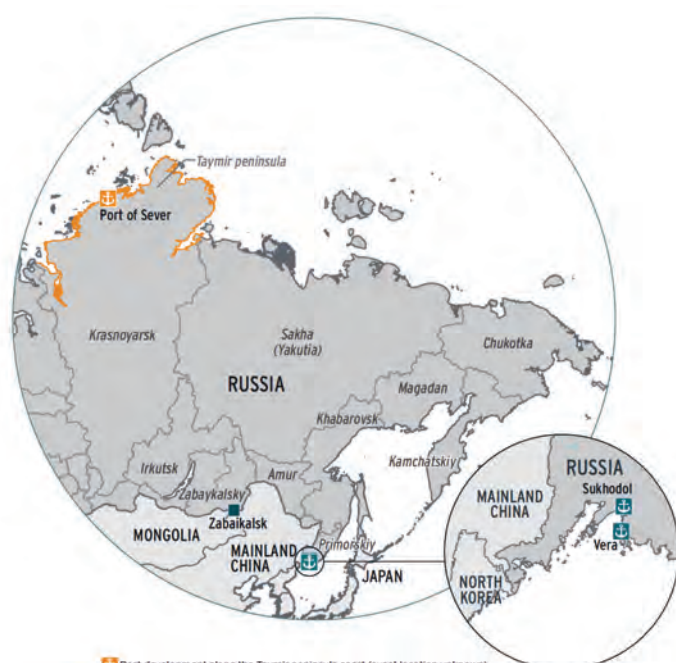 Taymir peninsula
Port of Sever
Krasnoyarsk
Sakha
(Yakutia)
Chukotka
RUSSIA
Magadan
Khabarovsk
Kamchatskiy
Irkutsk
Amur
Zabaykalsky
Zabaikalsk
MONGOLIA
MAINLAND
CHINA
Primorskiy
JAPAN
RUSSIA
Sukhodol
MAINLAND
CHINA
Vera
NORTH
KOREA